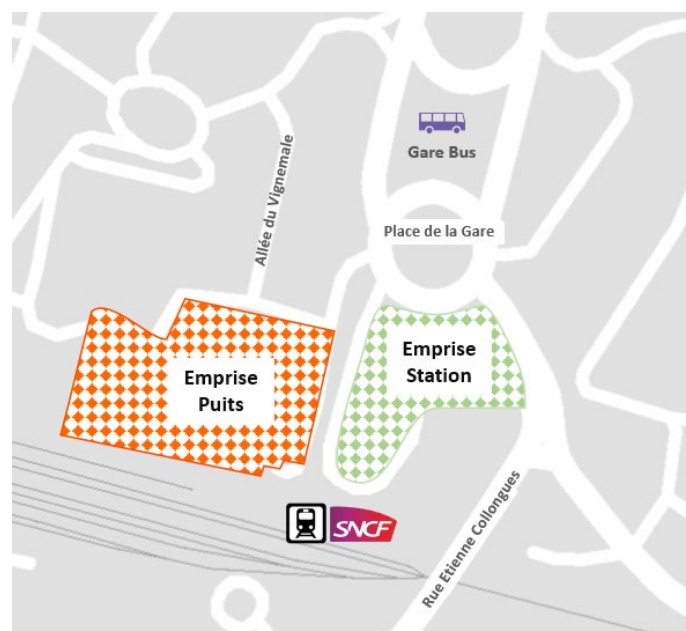 Gare Bus
Allée du Vignemale
Place de la Gare
Emprise
Station
Emprise
Puits
SNCF
Rue Etienne Collongues